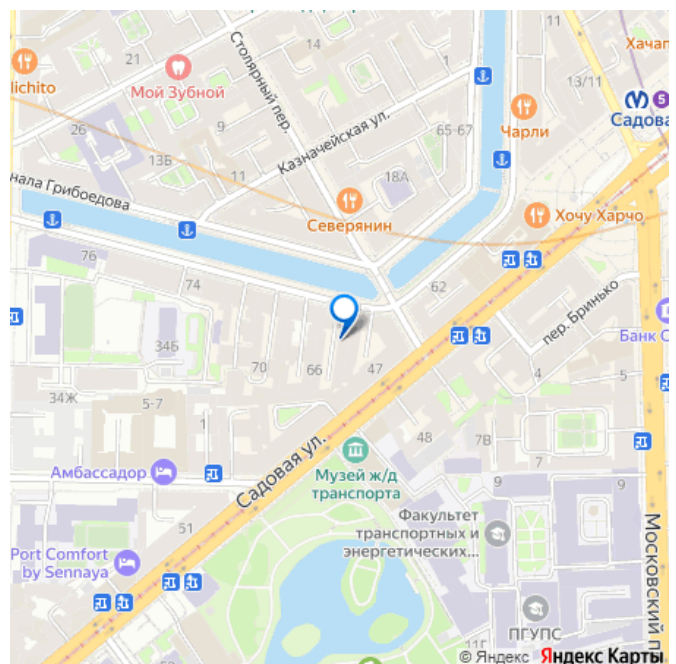 14
11
Столярный пер.
21
Хачап
lichito
Мой Зубной
13/11
5
Садова
Чарли
26
9
65-67
13Б
Казначейская ул.
11
18А
нала Грибоедова
Северянин
Хочу Харчо
76
74
62
пер. Бринько
Банк С
34Б
70
66
47
4
5
34Ж
5-7
48
7В
Садовая ул.
Амбассадор
Музей ж/д
транспорта
7
9
9
51
Факультет
транспортных и
энергетических...
Московский п
Port Comfort
by Sennaya
ПГУПС
11Г
© Яндекс Яндекс Карты